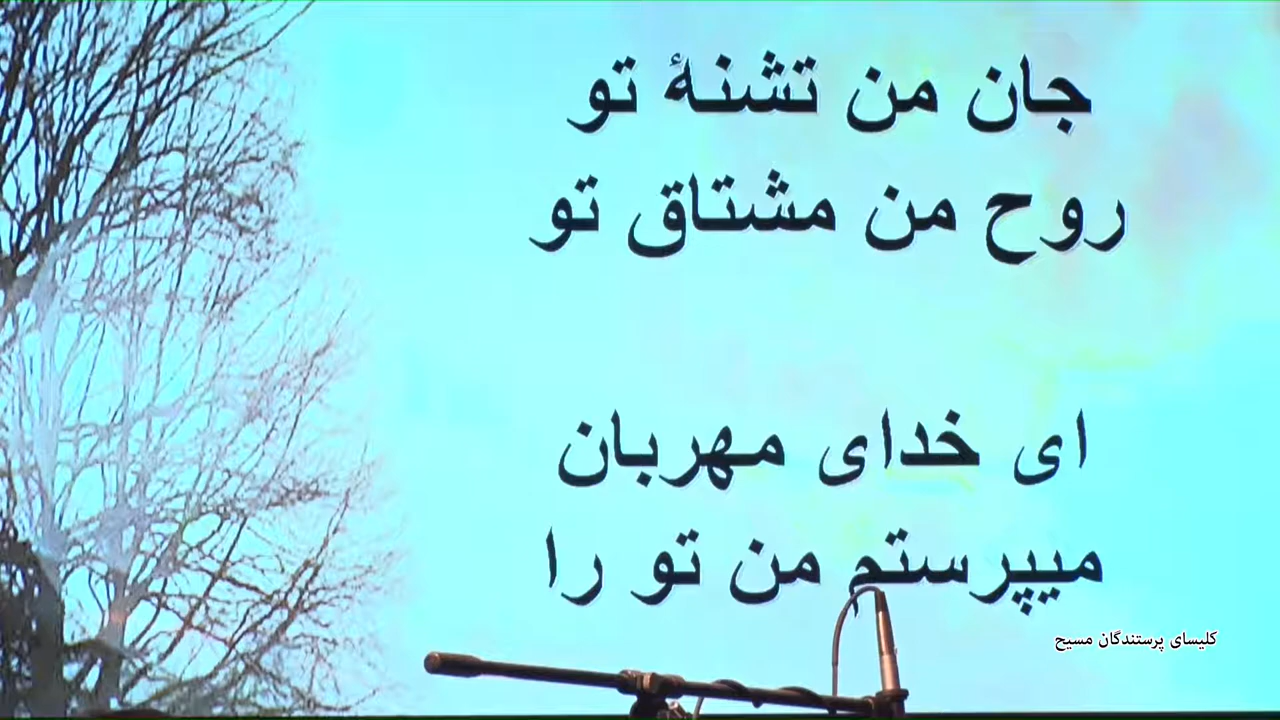 جان من تشنهٔ تو
روح من مشتاق تو
ای خدای مهربان
میپرستم من تو را
کلیسای پرستندگان مسیح